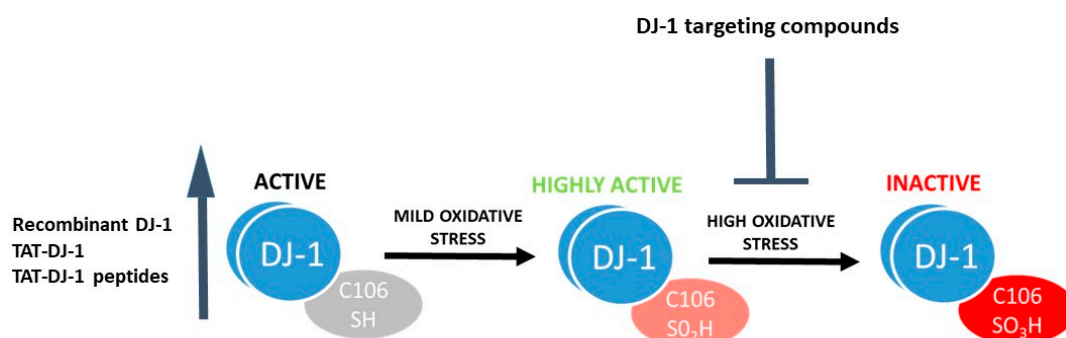 DJ-1 targeting compounds
ACTIVE
HIGHLY ACTIVE
INACTIVE
Recombinant DJ-1
TAT-DJ-1
TAT-DJ-1 peptides
DJ-1
C106
SH
MILD OXIDATIVE
STRESS
DJ-1
C106
S0₂H
HIGH OXIDATIVE
STRESS
DJ-1
C106
SO₃H